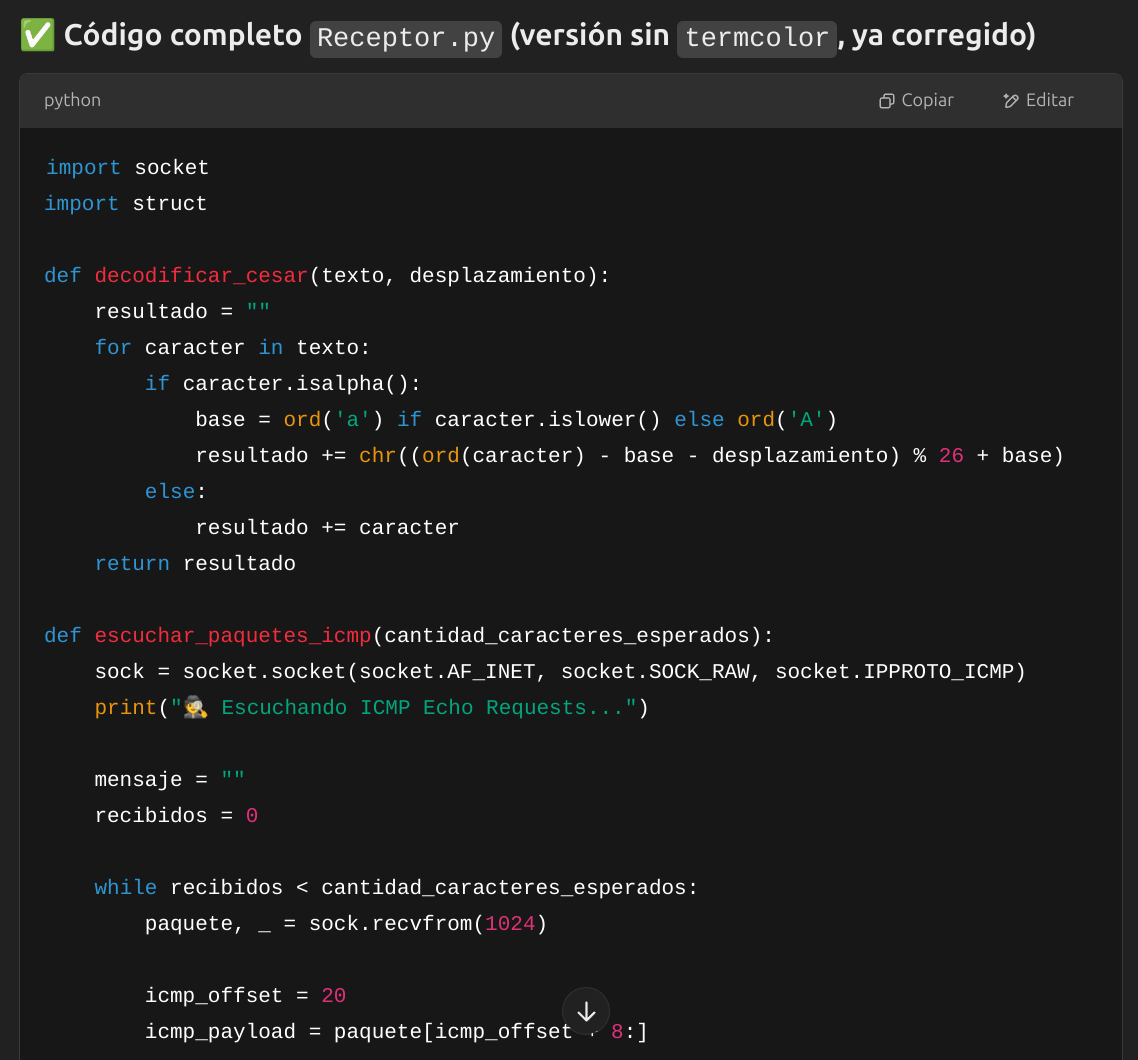 ✅ Código completo Receptor.py (versión sin termcolor, ya corregido)
python Copiar Editar
import socket
import struct
def decodificar_cesar(texto, desplazamiento):
    resultado = ""
    for caracter in texto:
        if caracter.isalpha():
            base = ord('a') if caracter.islower() else ord('A')
            resultado += chr((ord(caracter) - base - desplazamiento) % 26 + base)
        else:
            resultado += caracter
    return resultado
def escuchar_paquetes_icmp(cantidad_caracteres_esperados):
    sock = socket.socket(socket.AF_INET, socket.SOCK_RAW, socket.IPPROTO_ICMP)
    print("🕵️ Escuchando ICMP Echo Requests...")
    mensaje = ""
    recibidos = 0
    while recibidos < cantidad_caracteres_esperados:
        paquete, _ = sock.recvfrom(1024)
        icmp_offset = 20
        icmp_payload = paquete[icmp_offset + 8:]